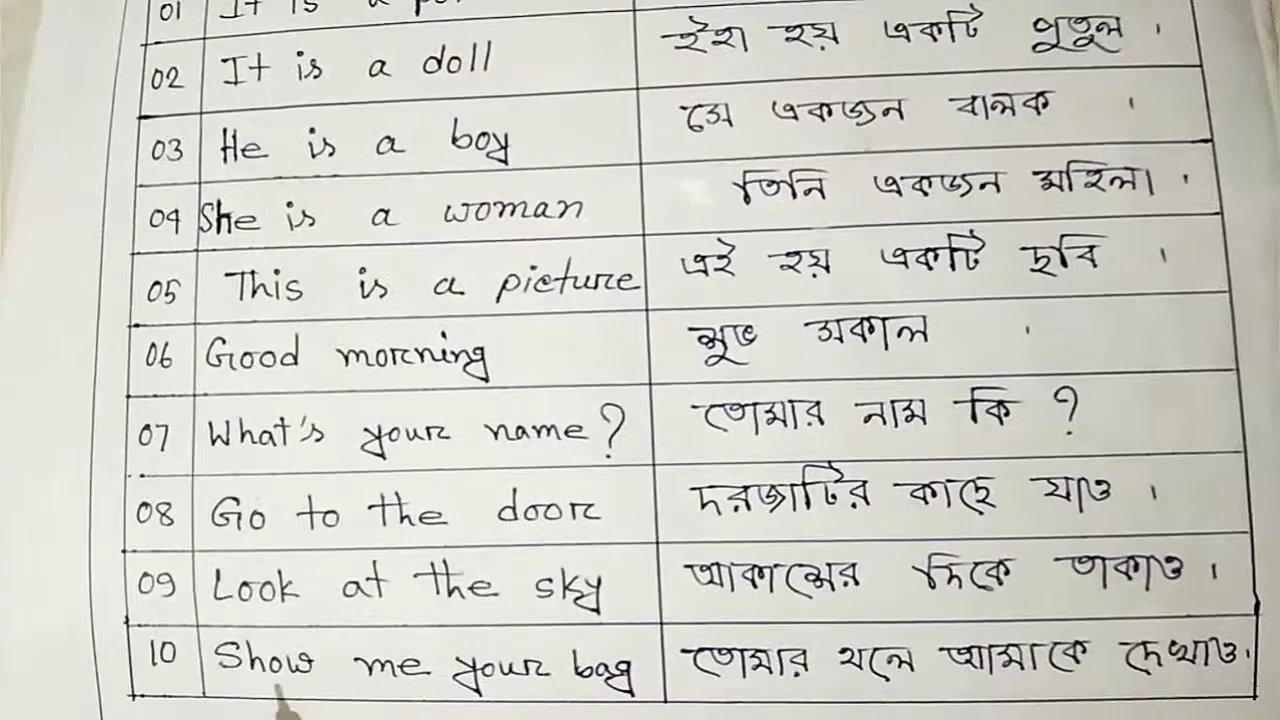 01 It is a
02 It is a doll ইহা হয় একটি পুতুল ।
03 He is a boy সে একজন বালক ।
04 She is a woman তিনি একজন মহিলা ।
05 This is a picture এই হয় একটি ছবি ।
06 Good morning শুভ সকাল ।
07 What's your name? তোমার নাম কি ?
08 Go to the door দরজাটির কাছে যাও ।
09 Look at the sky আকাশের দিকে তাকাও ।
10 Show me your bag তোমার থলে আমাকে দেখাও ।